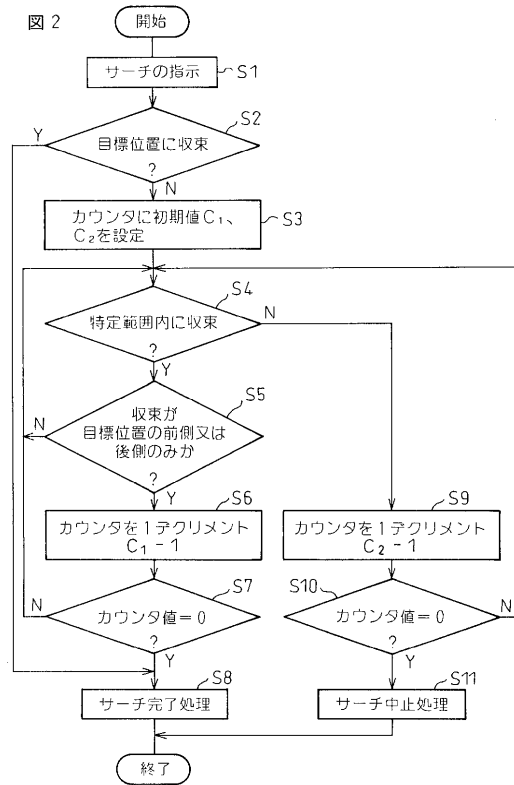 図 2
開始
サーチの指示
S1
S2
Y
目標位置に収束
?
N
カウンタに初期値C₁、
C₂を設定
S3
S4
特定範囲内に収束
N
?
Y
S5
収束が
N
目標位置の前側又は
後側のみか
?
Y
S6
カウンタを1デクリメント
C₁-1
S9
カウンタを1デクリメント
C₂-1
S7
N
カウンタ値=0
?
Y
S10
カウンタ値=0
N
?
Y
S8
サーチ完了処理
S11
サーチ中止処理
終了